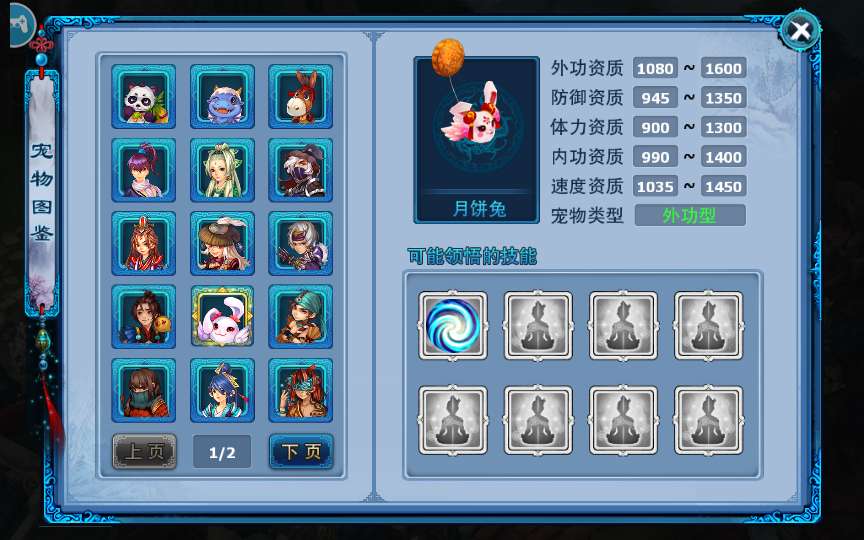 宠物图鉴
上页
1/2
下页
月饼兔
外功资质 1080 ~ 1600
防御资质 945 ~ 1350
体力资质 900 ~ 1300
内功资质 990 ~ 1400
速度资质 1035 ~ 1450
宠物类型 外功型
可能领悟的技能